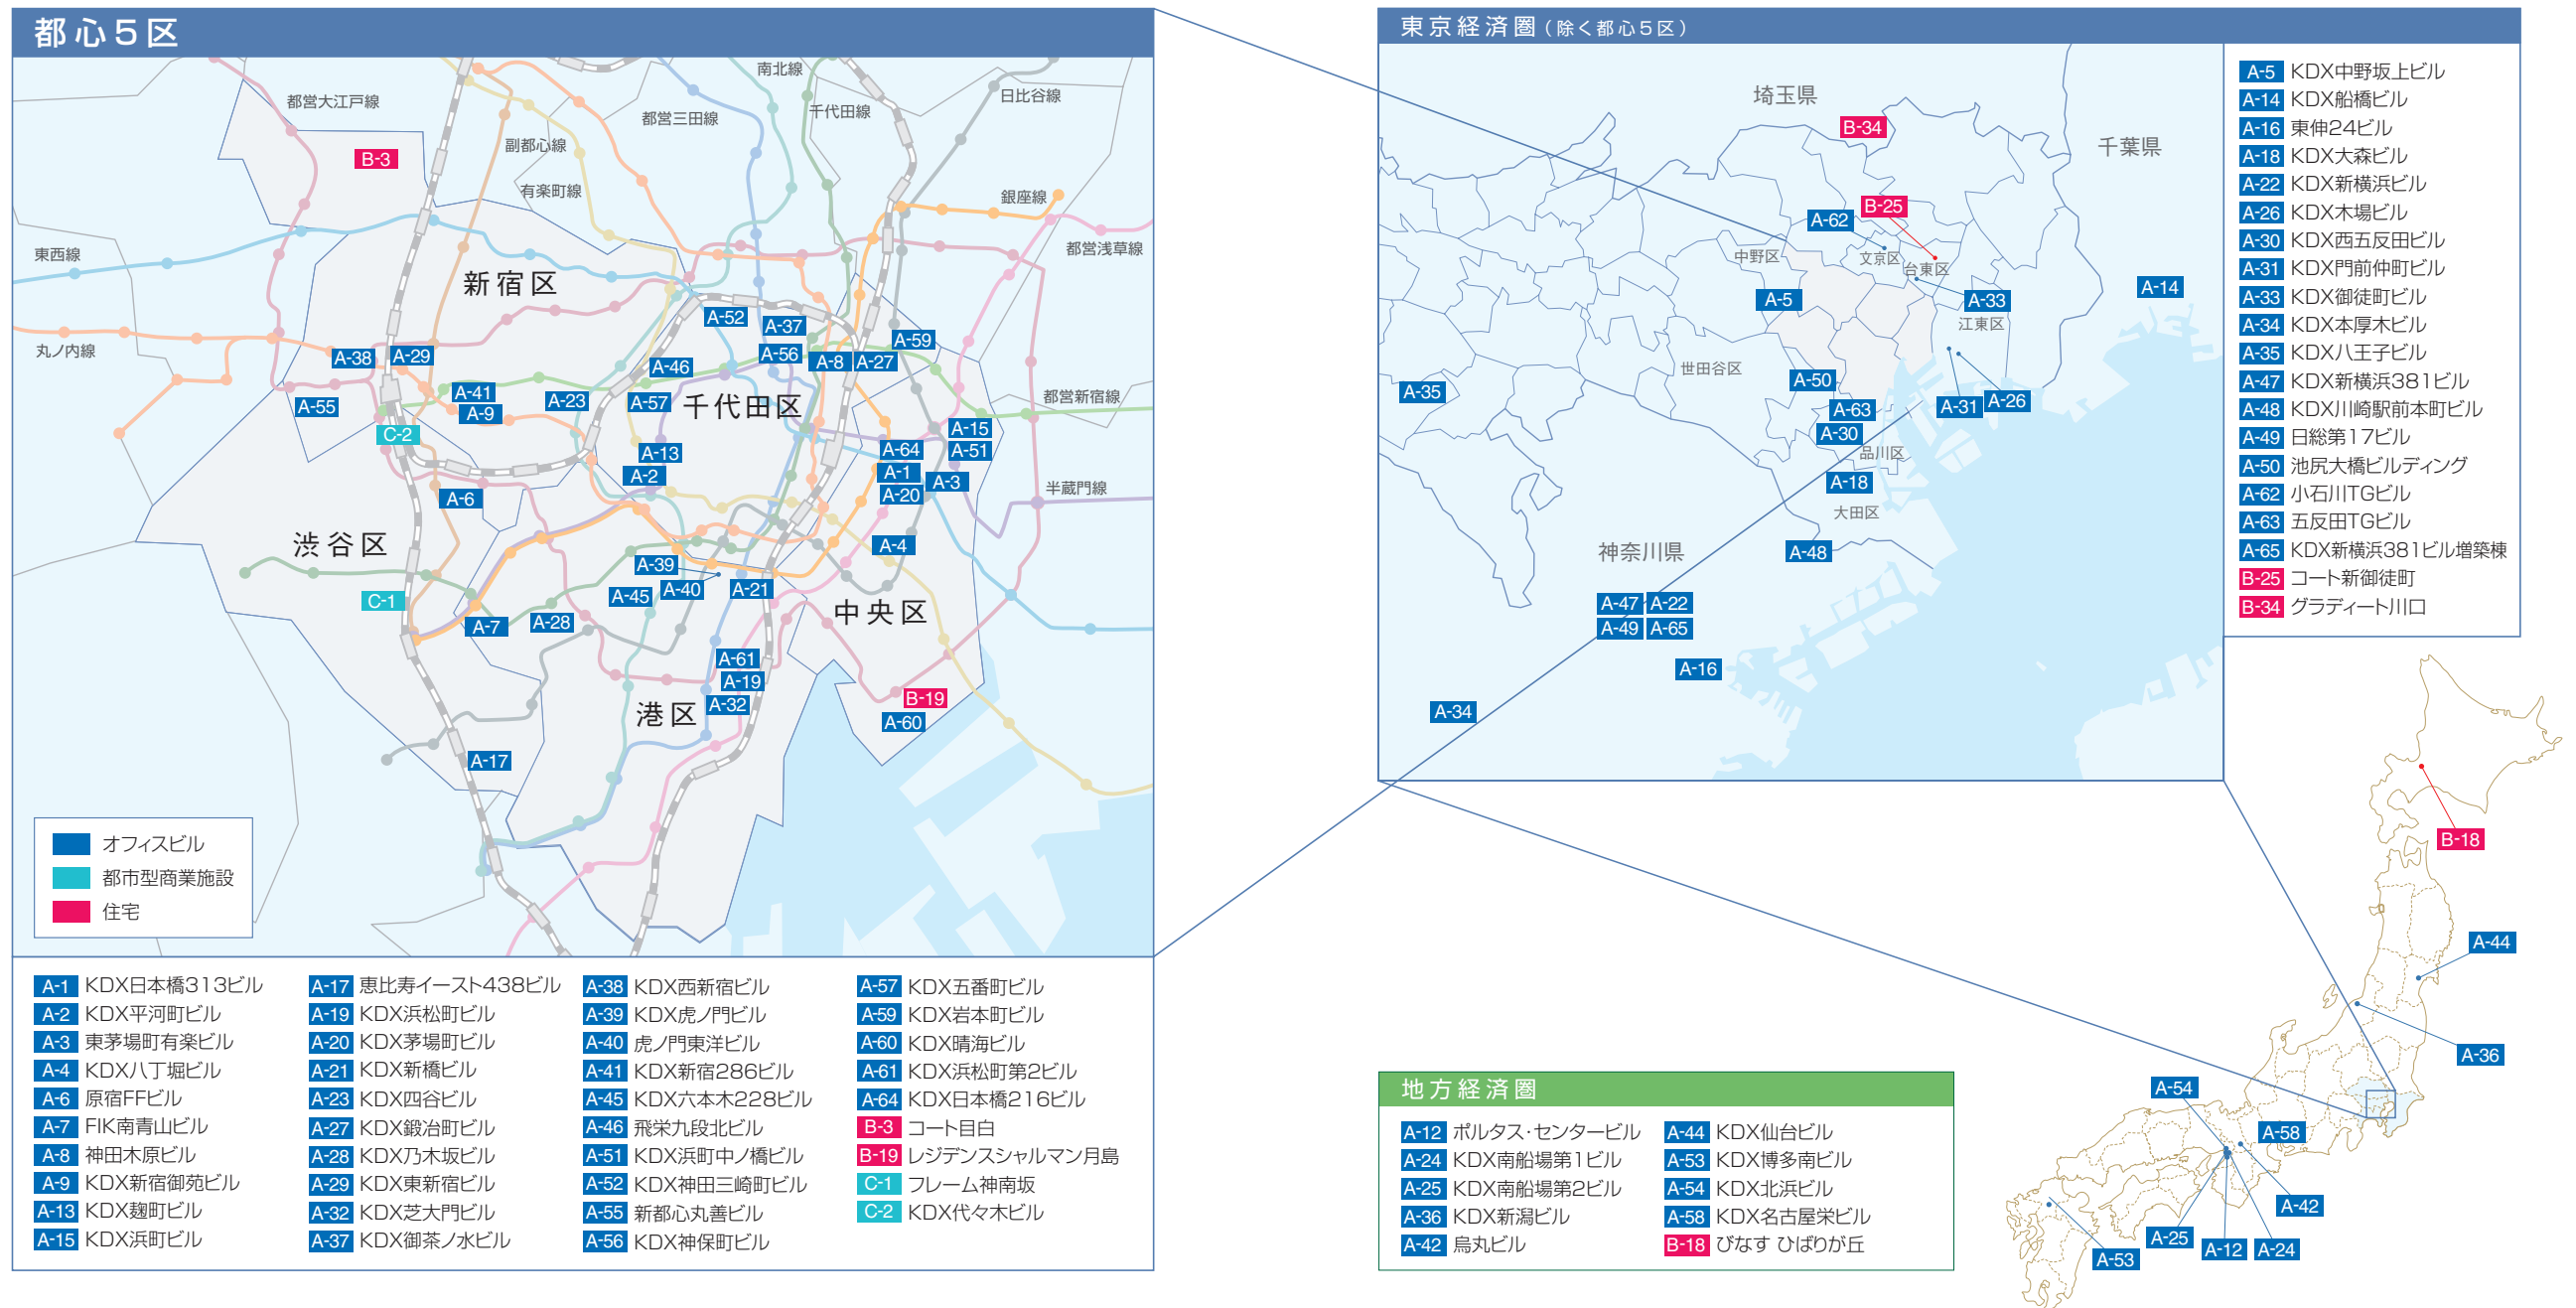 都心5区
都営大江戸線
南北線
都営三田線
千代田線
日比谷線
副都心線
有楽町線
銀座線
東西線
都営浅草線
丸ノ内線
都営新宿線
半蔵門線
新宿区
千代田区
渋谷区
中央区
港区
B-3
A-52
A-37
A-59
A-38
A-29
A-56
A-8
A-27
A-46
A-41
A-55
A-9
A-23
A-57
C-2
A-15
A-64
A-51
A-13
A-2
A-1
A-3
A-20
A-6
A-4
A-39
A-45
A-40
A-21
C-1
A-7
A-28
A-61
A-19
A-32
B-19
A-60
A-17
オフィスビル
都市型商業施設
住宅
A-1 KDX日本橋313ビル
A-2 KDX平河町ビル
A-3 東茅場町有楽ビル
A-4 KDX八丁堀ビル
A-6 原宿FFビル
A-7 FIK南青山ビル
A-8 神田木原ビル
A-9 KDX新宿御苑ビル
A-13 KDX麹町ビル
A-15 KDX浜町ビル
A-17 恵比寿イースト438ビル
A-19 KDX浜松町ビル
A-20 KDX茅場町ビル
A-21 KDX新橋ビル
A-23 KDX四谷ビル
A-27 KDX鍛冶町ビル
A-28 KDX乃木坂ビル
A-29 KDX東新宿ビル
A-32 KDX芝大門ビル
A-37 KDX御茶ノ水ビル
A-38 KDX西新宿ビル
A-39 KDX虎ノ門ビル
A-40 虎ノ門東洋ビル
A-41 KDX新宿286ビル
A-45 KDX六本木228ビル
A-46 飛栄九段北ビル
A-51 KDX浜町中ノ橋ビル
A-52 KDX神田三崎町ビル
A-55 新都心丸善ビル
A-56 KDX神保町ビル
A-57 KDX五番町ビル
A-59 KDX岩本町ビル
A-60 KDX晴海ビル
A-61 KDX浜松町第2ビル
A-64 KDX日本橋216ビル
B-3 コート目白
B-19 レジデンスシャルマン月島
C-1 フレーム神南坂
C-2 KDX代々木ビル
東京経済圏（除く都心5区）
埼玉県
千葉県
神奈川県
中野区
文京区
台東区
江東区
世田谷区
品川区
大田区
B-34
B-25
A-62
A-5
A-33
A-14
A-35
A-50
A-63
A-31
A-26
A-30
A-18
A-48
A-47
A-22
A-49
A-65
A-16
A-34
A-5 KDX中野坂上ビル
A-14 KDX船橋ビル
A-16 東伸24ビル
A-18 KDX大森ビル
A-22 KDX新横浜ビル
A-26 KDX木場ビル
A-30 KDX西五反田ビル
A-31 KDX門前仲町ビル
A-33 KDX御徒町ビル
A-34 KDX本厚木ビル
A-35 KDX八王子ビル
A-47 KDX新横浜381ビル
A-48 KDX川崎駅前本町ビル
A-49 日総第17ビル
A-50 池尻大橋ビルディング
A-62 小石川TGビル
A-63 五反田TGビル
A-65 KDX新横浜381ビル増築棟
B-25 コート新御徒町
B-34 グラディート川口
B-18
A-44
A-36
A-54
A-58
A-42
A-25
A-12
A-24
A-53
地方経済圏
A-12 ポルタス・センタービル
A-24 KDX南船場第1ビル
A-25 KDX南船場第2ビル
A-36 KDX新潟ビル
A-42 烏丸ビル
A-44 KDX仙台ビル
A-53 KDX博多南ビル
A-54 KDX北浜ビル
A-58 KDX名古屋栄ビル
B-18 びなす ひばりが丘